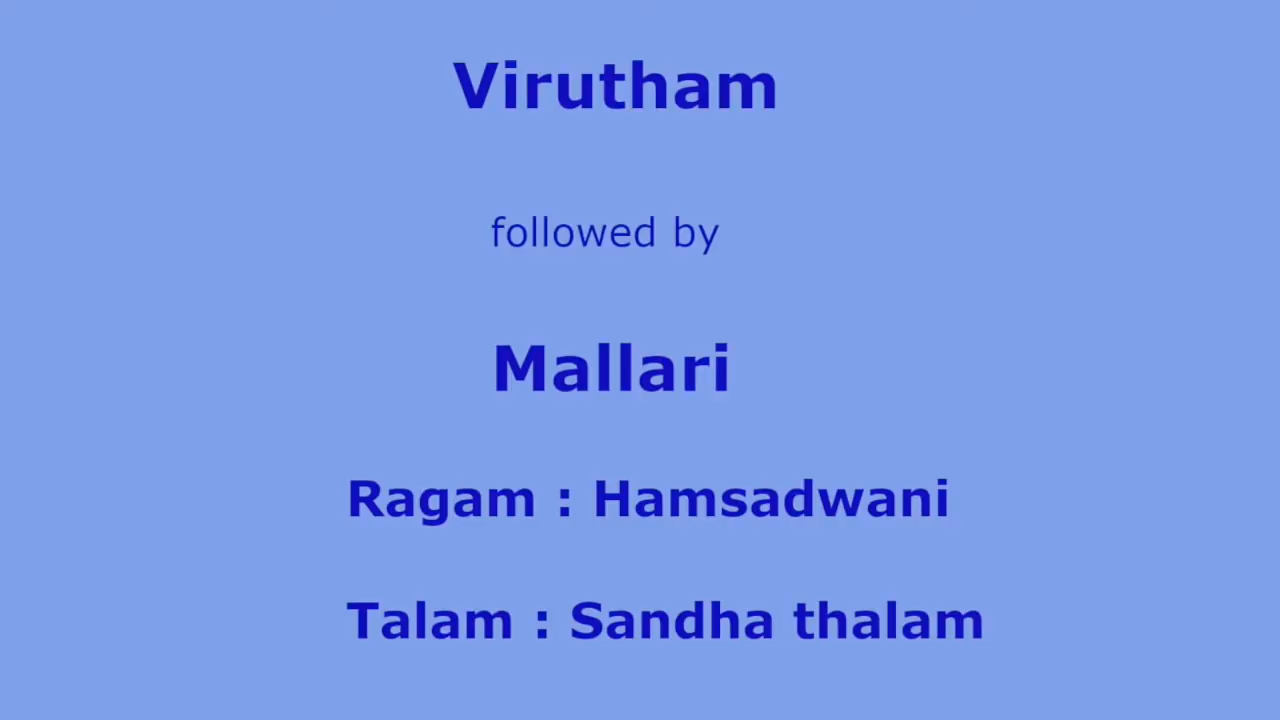 Virutham
followed by
Mallari
Ragam : Hamsadwani
Talam : Sandha thalam